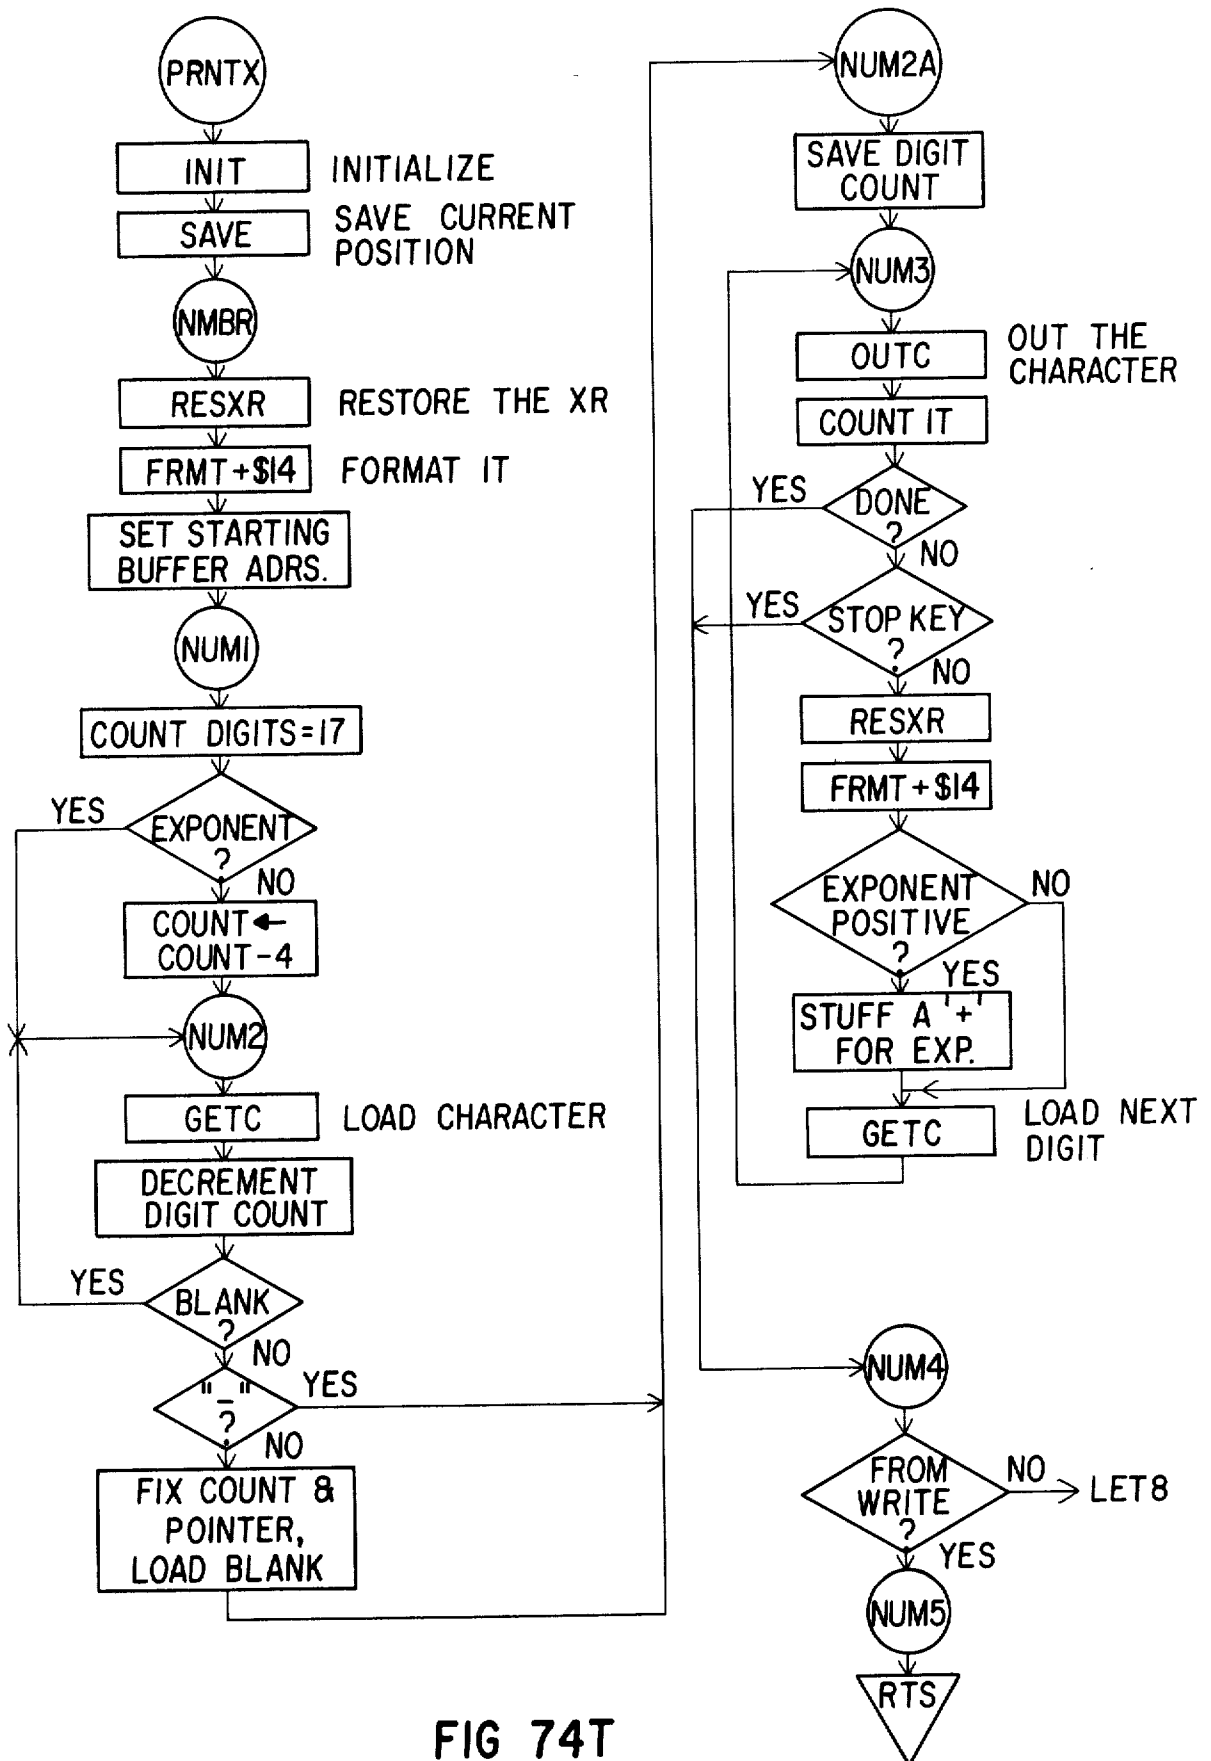 PRNTX
INIT
INITIALIZE
SAVE
SAVE CURRENT
POSITION
NMBR
RESXR
RESTORE THE XR
FRMT+$14
FORMAT IT
SET STARTING
BUFFER ADRS.
NUM1
COUNT DIGITS=17
YES
EXPONENT
?
NO
COUNT←
COUNT-4
NUM2
GETC
LOAD CHARACTER
DECREMENT
DIGIT COUNT
YES
BLANK
?
NO
"-"
?
YES
NO
FIX COUNT &
POINTER,
LOAD BLANK
NUM2A
SAVE DIGIT
COUNT
NUM3
OUTC
OUT THE
CHARACTER
COUNT IT
YES
DONE
?
NO
YES
STOP KEY
?
NO
RESXR
FRMT+$14
EXPONENT
POSITIVE
?
NO
YES
STUFF A '+'
FOR EXP.
GETC
LOAD NEXT
DIGIT
NUM4
FROM
WRITE
?
NO
LET8
YES
NUM5
RTS
FIG 74T